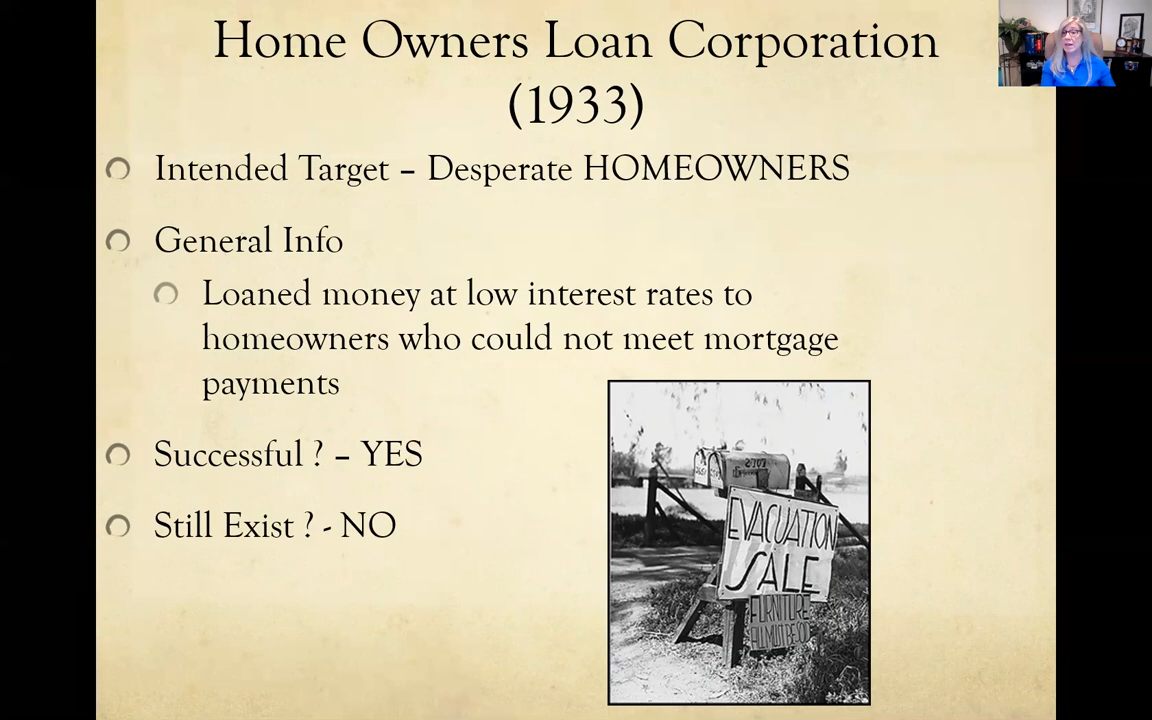 Home Owners Loan Corporation
(1933)
Intended Target – Desperate HOMEOWNERS
General Info
Loaned money at low interest rates to
homeowners who could not meet mortgage
payments
Successful ? – YES
Still Exist ? - NO
EVACUATION
SALE
FURNITURE